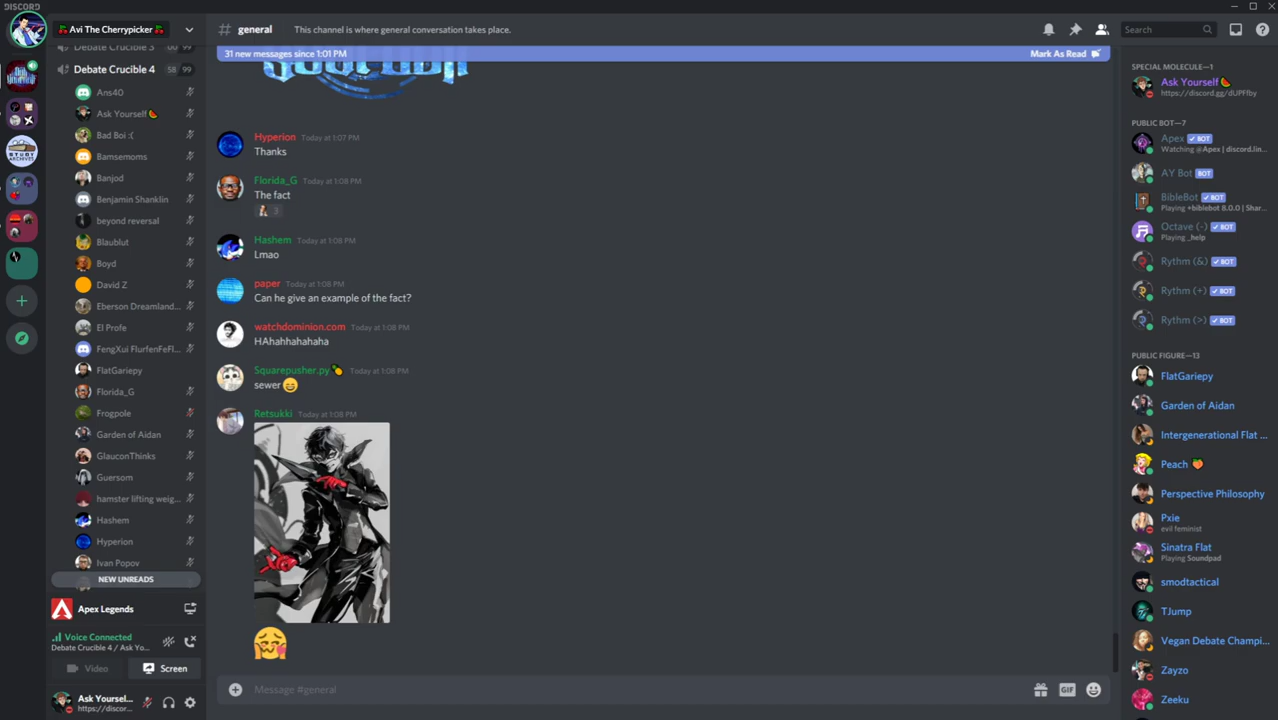 DISCORD
Avi The Cherrypicker
general
This channel is where general conversation takes place.
Search
Debate Crucible 3
99
Debate Crucible 4
56 99
Ans40
Ask Yourself
Bad Boi :(
Bamsemoms
Banjod
Benjamin Shanklin
beyond reversal
Blaublut
Boyd
David Z
Eberson Dreamland...
El Profe
FengXui FlurfenFeFl...
FlatGariepy
Florida_G
Frogpole
Garden of Aidan
GlauconThinks
Guersom
hamster lifting weig...
Hashem
Hyperion
Ivan Popov
NEW UNREADS
Apex Legends
Voice Connected
Debate Crucible 4 / Ask Yo...
Video
Screen
Ask Yoursel...
https://discor...
31 new messages since 1:01 PM
Mark As Read
Hyperion Today at 1:07 PM
Thanks
Florida_G Today at 1:08 PM
The fact
3
Hashem Today at 1:08 PM
Lmao
paper Today at 1:08 PM
Can he give an example of the fact?
watchdominion.com Today at 1:08 PM
HAhahhahahaha
Squarepusher.py Today at 1:08 PM
sewer
Retsukki Today at 1:08 PM
Message #general
GIF
SPECIAL MOLECULE—1
Ask Yourself
https://discord.gg/dUPFfby
PUBLIC BOT—7
Apex BOT
Watching @Apex | discord.lin...
AY Bot BOT
BibleBot BOT
Playing +biblebot 8.0.0 | Shar...
Octave (-) BOT
Playing _help
Rythm (&) BOT
Rythm (+) BOT
Rythm (>) BOT
PUBLIC FIGURE—13
FlatGariepy
Garden of Aidan
Intergenerational Flat ...
Peach
Perspective Philosophy
Pxie
evil feminist
Sinatra Flat
Playing Soundpad
smodtactical
TJump
Vegan Debate Champi...
Zayzo
Zeeku